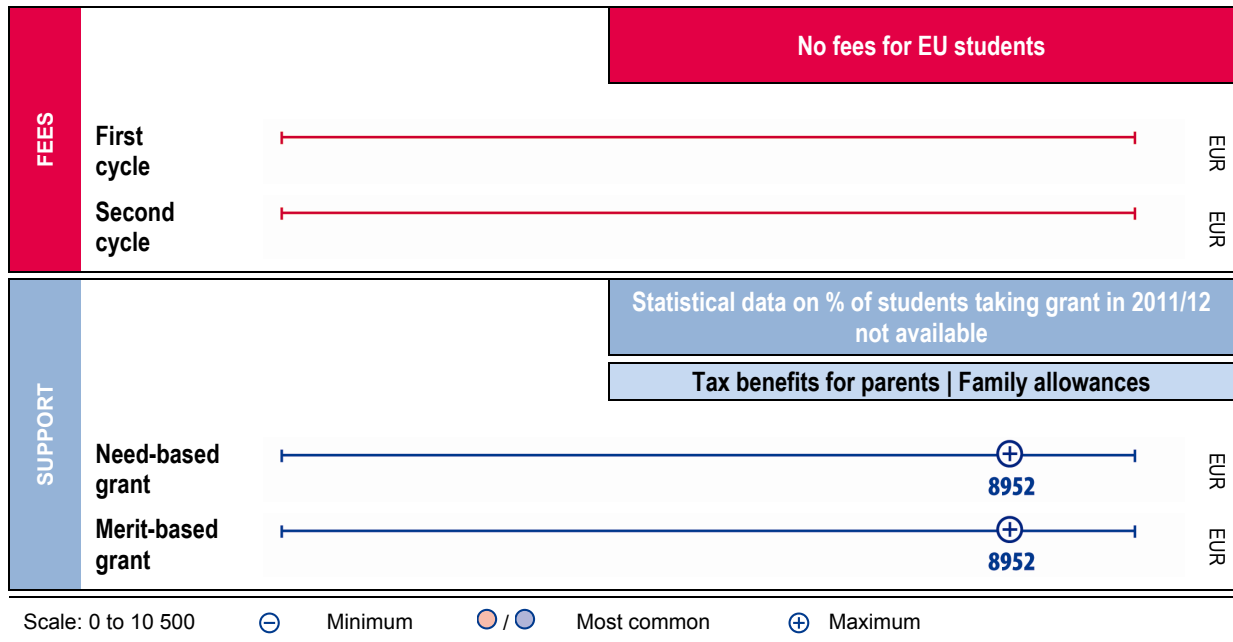 No fees for EU students
FEES
First
cycle
EUR
Second
cycle
EUR
Statistical data on % of students taking grant in 2011/12
not available
Tax benefits for parents | Family allowances
SUPPORT
Need-based
grant
8952
EUR
Merit-based
grant
8952
EUR
Scale: 0 to 10 500 Minimum / Most common Maximum